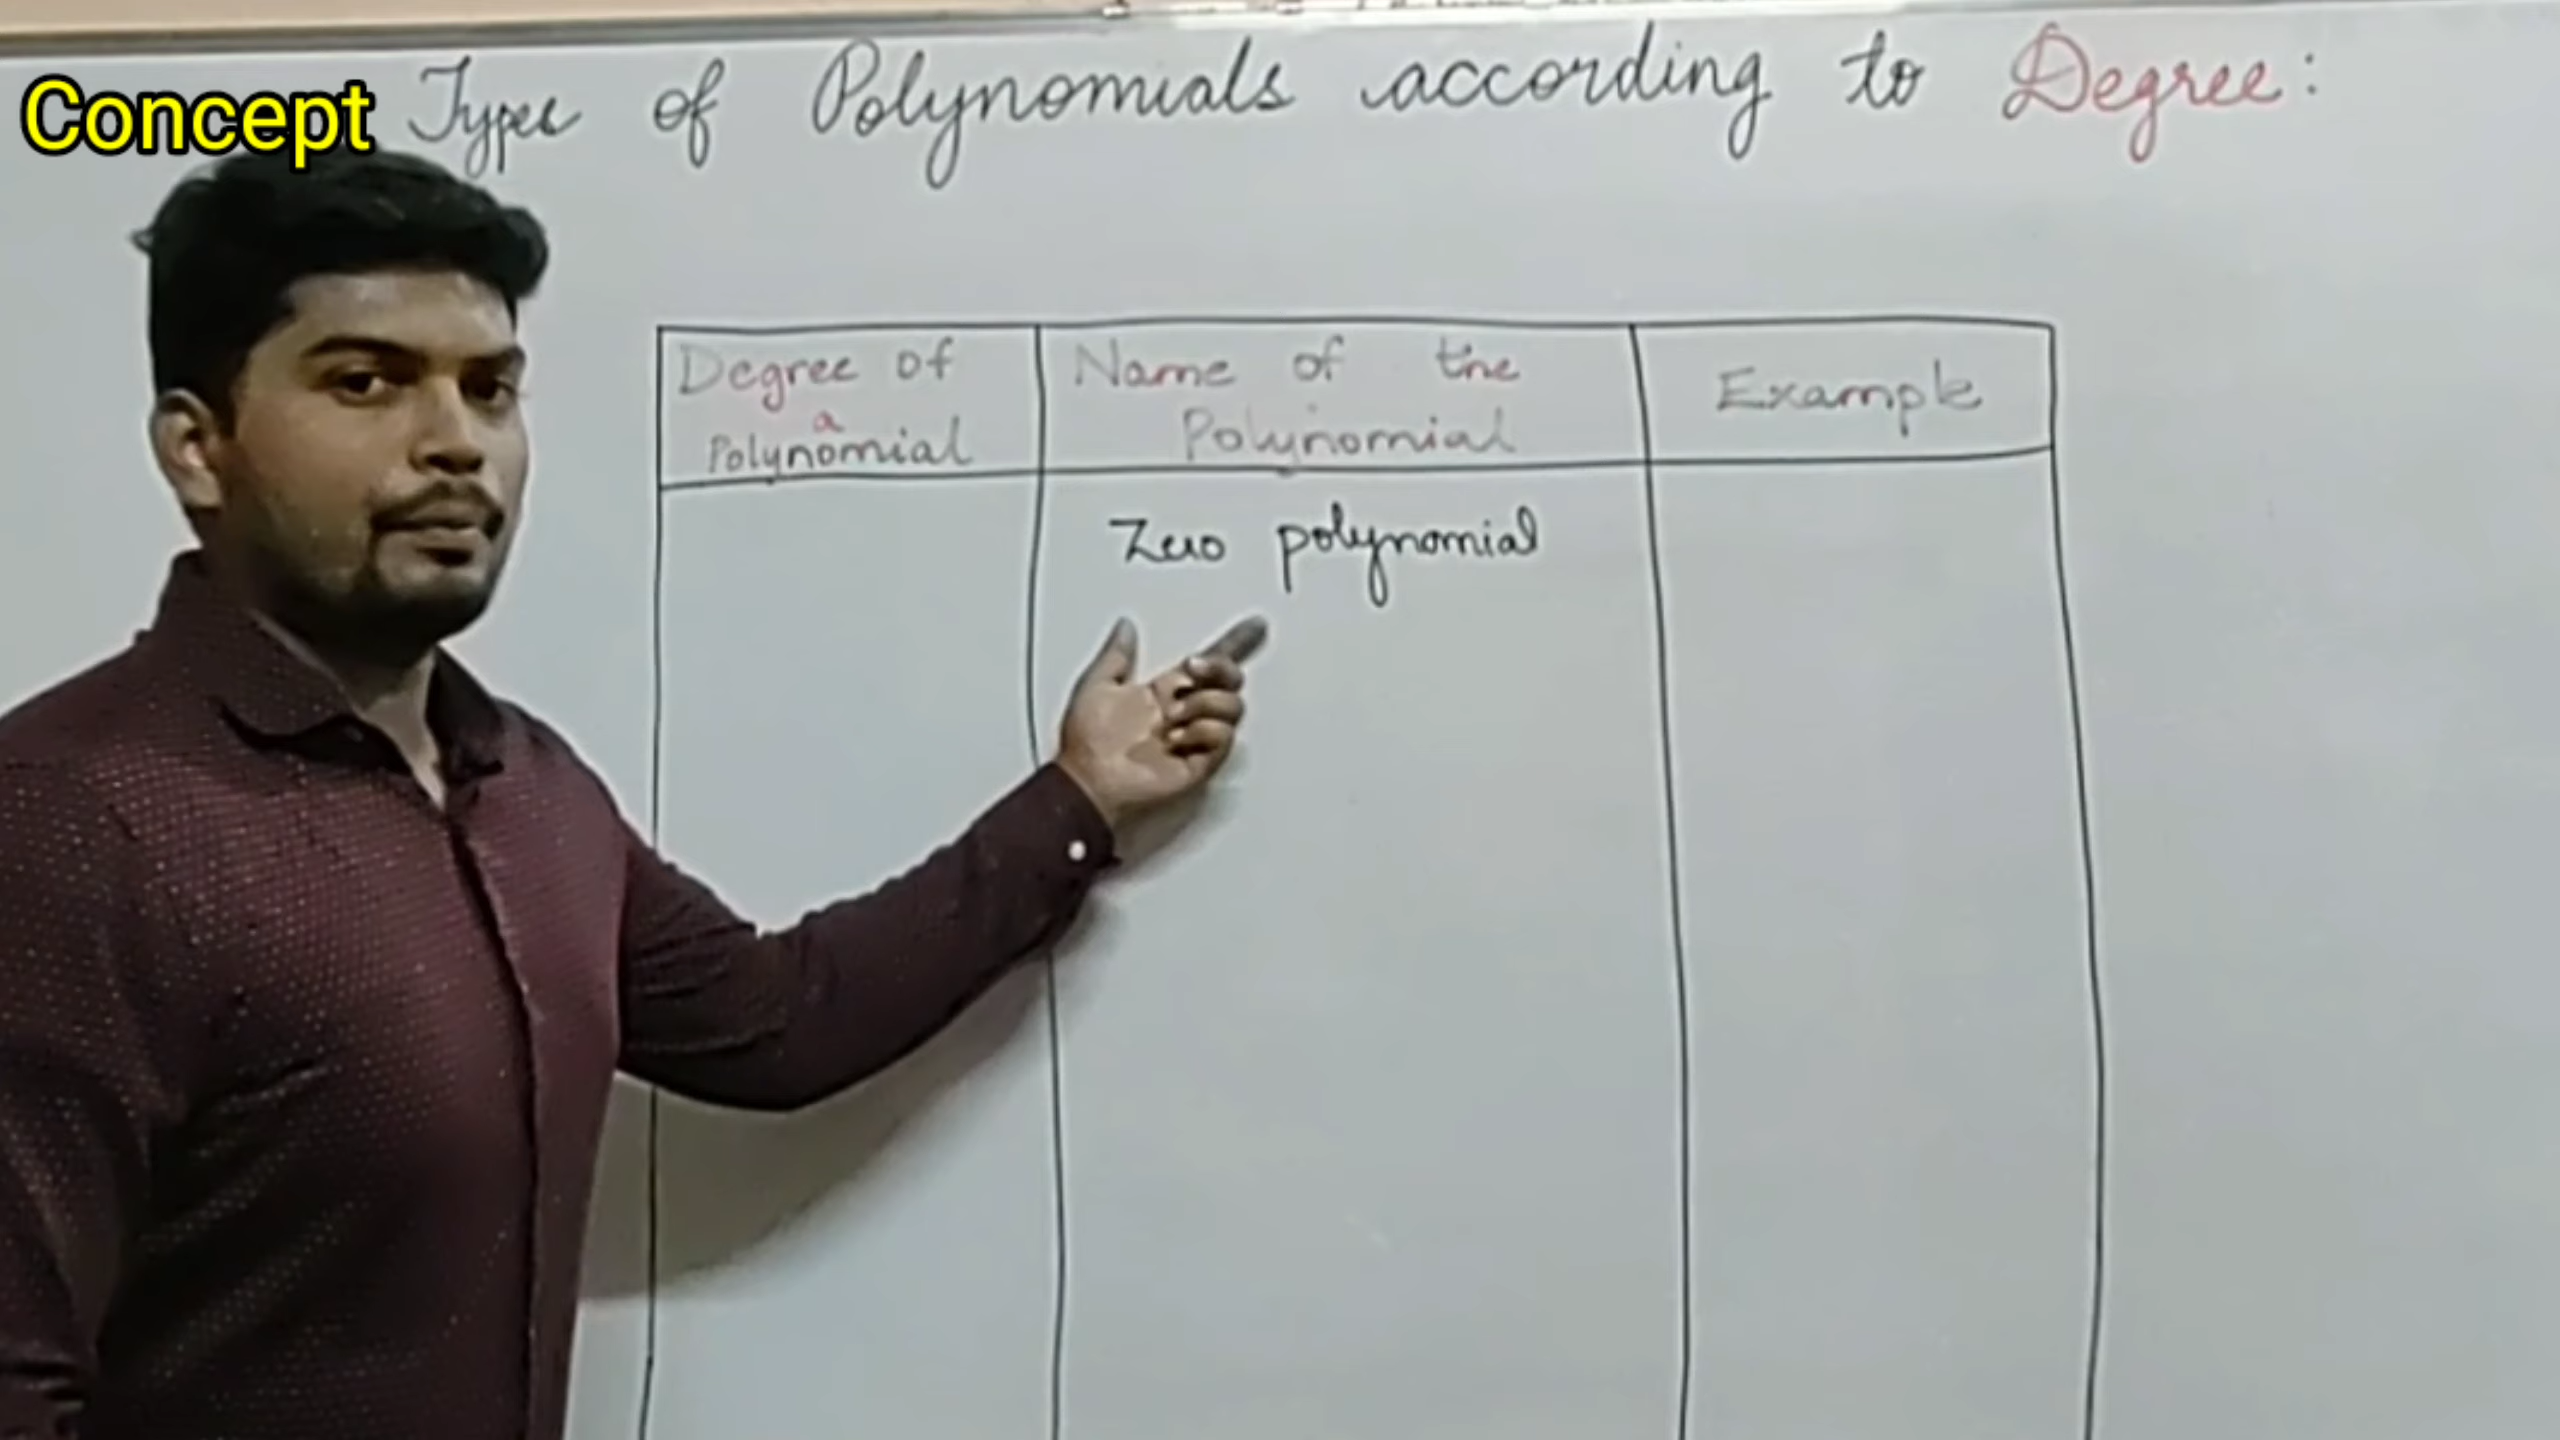 Concept
Types of Polynomials according to Degree:
Degree of
a
Polynomial
Name of the
Polynomial
Example
Zero polynomial